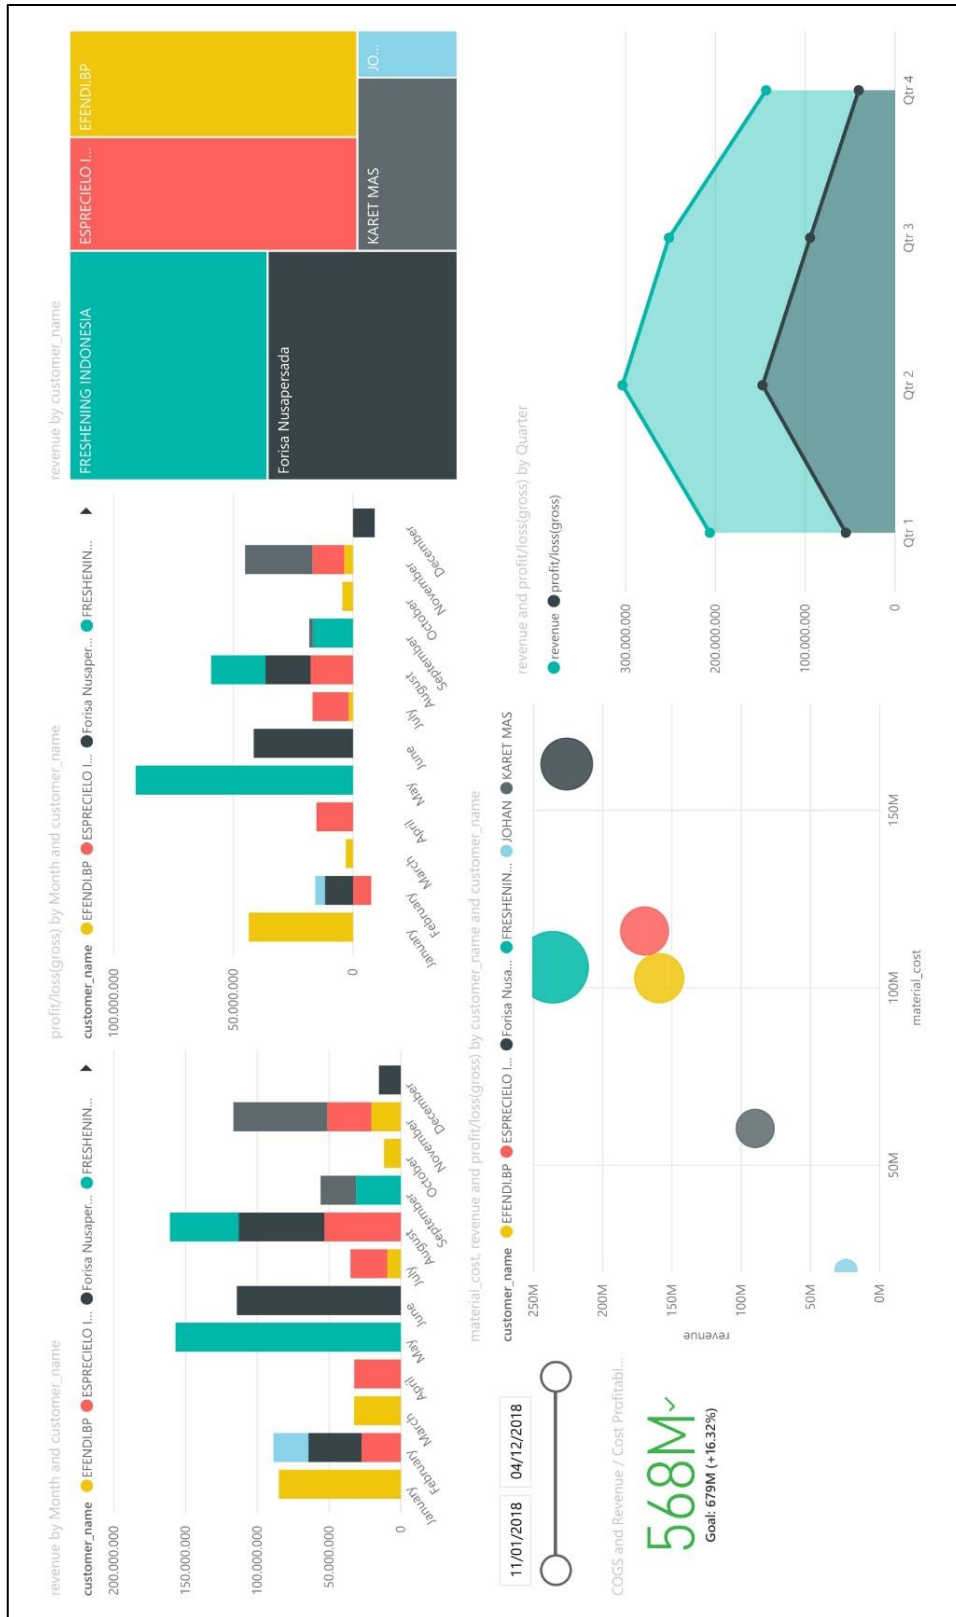 revenue by Month and customer_name
customer_name EFENDI.BP ESPRECIELO I... Forisa Nusaper... FRESHENIN...
200.000.000
150.000.000
100.000.000
50.000.000
0
January
February
March
April
May
June
July
August
September
October
November
December
profit/loss(gross) by Month and customer_name
customer_name EFENDI.BP ESPRECIELO I... Forisa Nusaper... FRESHENIN...
100.000.000
50.000.000
0
January
February
March
April
May
June
July
August
September
October
November
December
revenue by customer_name
FRESHENING INDONESIA
ESPRECIELO I...
EFENDI.BP
Forisa Nusapersada
KARET MAS
JO...
11/01/2018
04/12/2018
COGS and Revenue / Cost Profitabl...
568M
Goal: 679M (+16.32%)
material_cost, revenue and profit/loss(gross) by customer_name and customer_name
customer_name EFENDI.BP ESPRECIELO I... Forisa Nusa... FRESHENIN... JOHAN KARET MAS
250M
200M
150M
100M
50M
0M
revenue
50M
100M
150M
material_cost
revenue and profit/loss(gross) by Quarter
revenue profit/loss(gross)
300.000.000
200.000.000
100.000.000
0
Qtr 1
Qtr 2
Qtr 3
Qtr 4